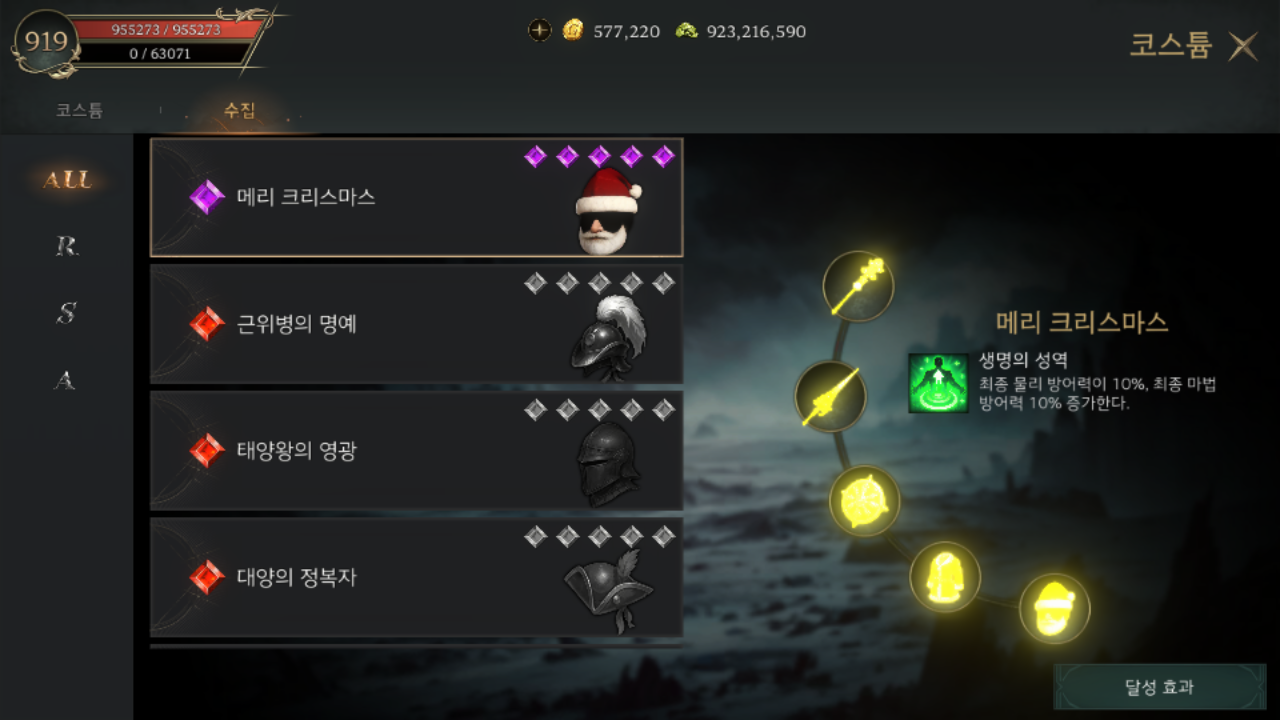 919
955273 / 955273
0 / 63071
577,220
923,216,590
코스튬
코스튬
수집
ALL
R
S
A
메리 크리스마스
근위병의 명예
태양왕의 영광
대양의 정복자
메리 크리스마스
생명의 성역
최종 물리 방어력이 10%, 최종 마법
방어력 10% 증가한다.
달성 효과